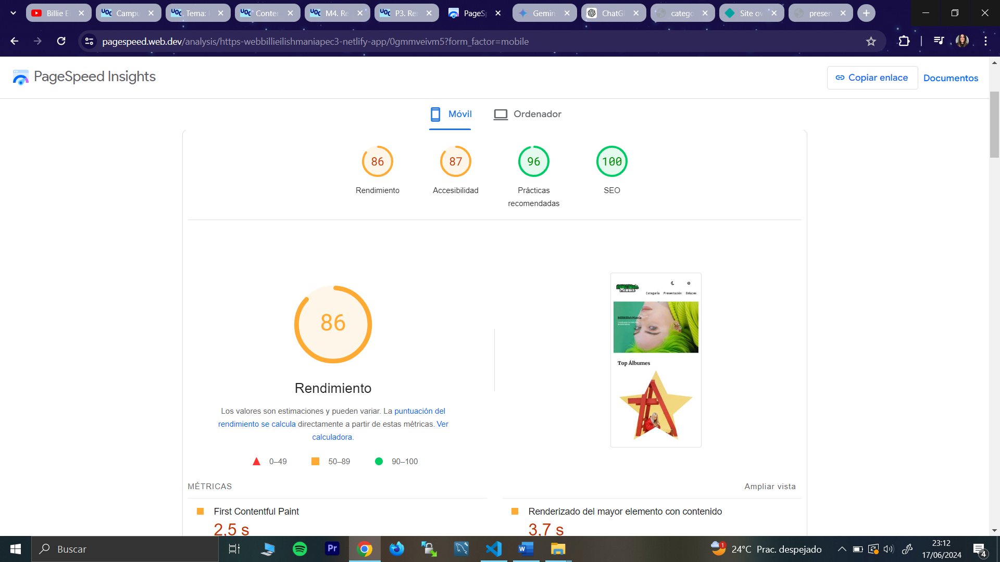 Billie E
Campu
Tema:
Conter
M4. Re
P3. Re
PageS
Gemin
ChatG
catego
Site ov
presen
pagespeed.web.dev/analysis/https-webbillieilishmaniapec3-netlify-app/0gmmveivm5?form_factor=mobile
PageSpeed Insights
Copiar enlace
Documentos
Móvil
Ordenador
86
87
96
100
Rendimiento
Accesibilidad
Prácticas
recomendadas
SEO
Categoría Presentación Enlaces
BillieEilishMania
86
Top Álbumes
Rendimiento
Los valores son estimaciones y pueden variar. La puntuación del
rendimiento se calcula directamente a partir de estas métricas. Ver
calculadora.
0–49
50–89
90–100
MÉTRICAS
Ampliar vista
First Contentful Paint
2,5 s
Renderizado del mayor elemento con contenido
3,7 s
Buscar
Pr
1
24°C Prac. despejado
23:12
17/06/2024
4